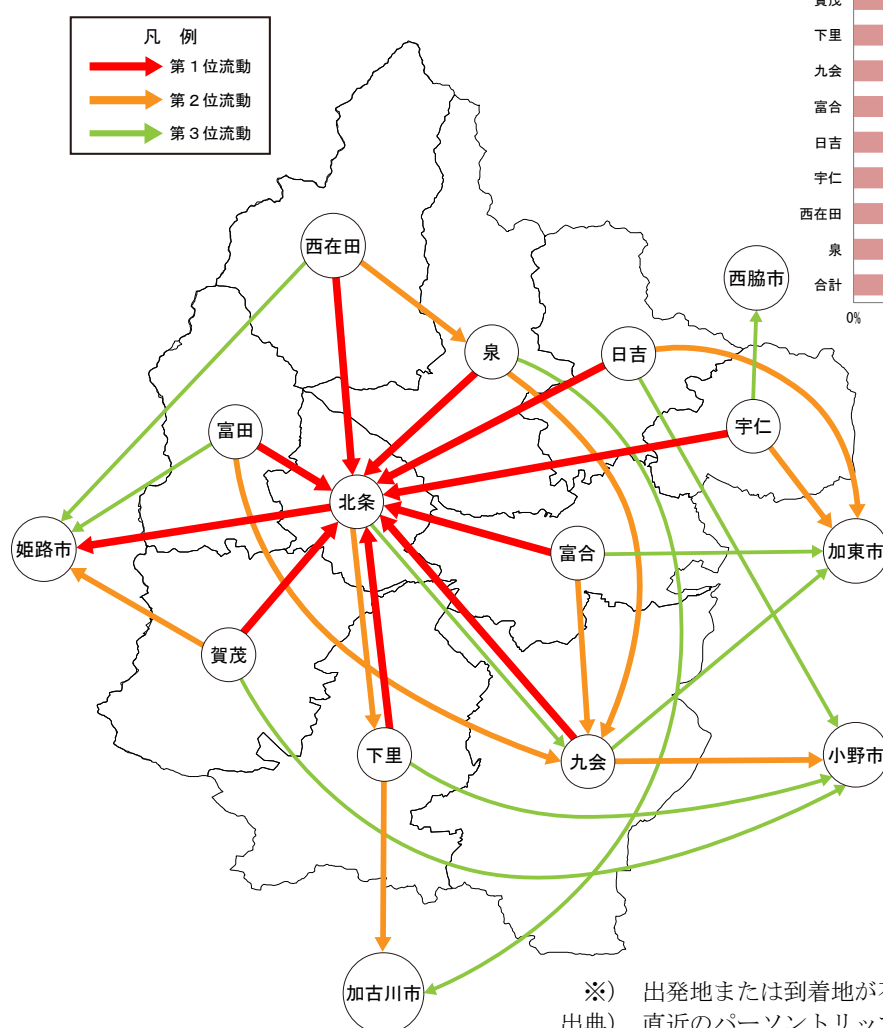 凡 例
第１位流動
第２位流動
第３位流動
賀茂
下里
九会
富合
日吉
宇仁
西在田
泉
合計
0%
西在田
西脇市
泉
日吉
宇仁
富田
北条
姫路市
富合
加東市
賀茂
下里
九会
小野市
加古川市
※） 出発地または到着地が
出典） 直近のパーソントリッ